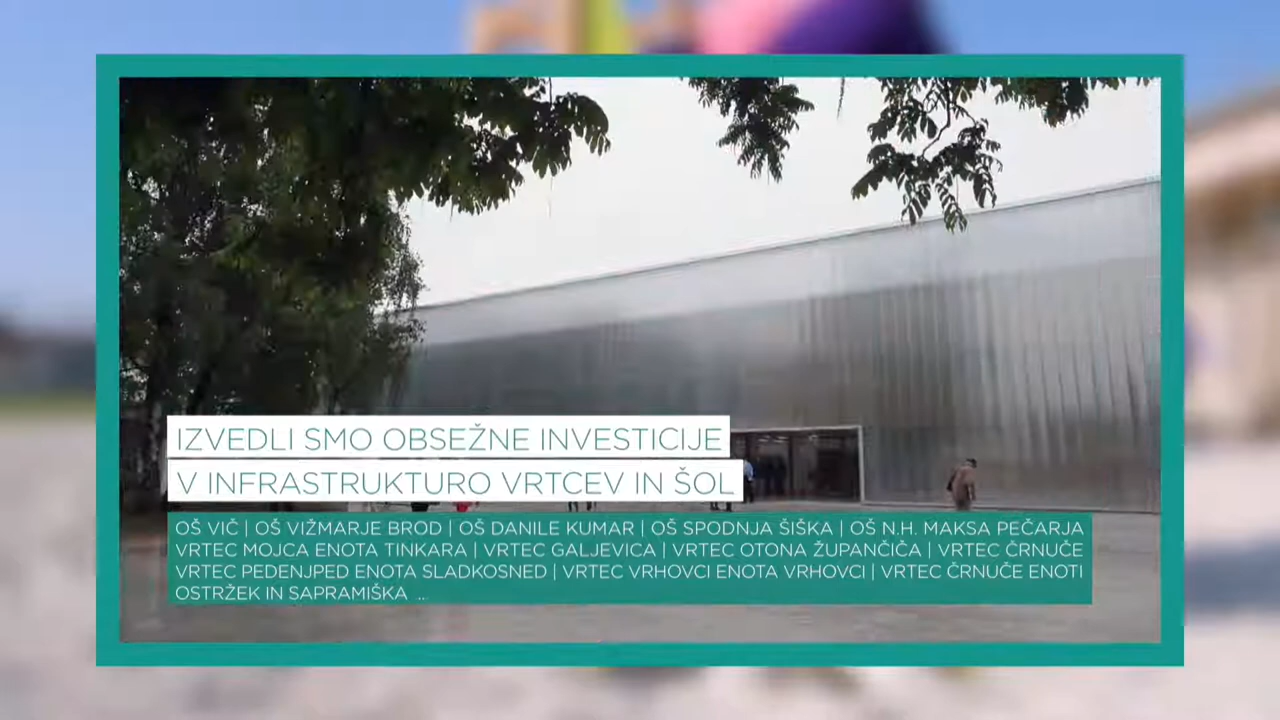 IZVEDLI SMO OBSEŽNE INVESTICIJE
V INFRASTRUKTURO VRTCEV IN ŠOL
OŠ VIČ | OŠ VIŽMARJE BROD | OŠ DANILE KUMAR | OŠ SPODNJA ŠIŠKA | OŠ N.H. MAKSA PEČARJA
VRTEC MOJCA ENOTA TINKARA | VRTEC GALJEVICA | VRTEC OTONA ŽUPANČIČA | VRTEC ČRNUČE
VRTEC PEDENJPED ENOTA SLADKOSNED | VRTEC VRHOVCI ENOTA VRHOVCI | VRTEC ČRNUČE ENOTI
OSTRŽEK IN SAPRAMIŠKA ...